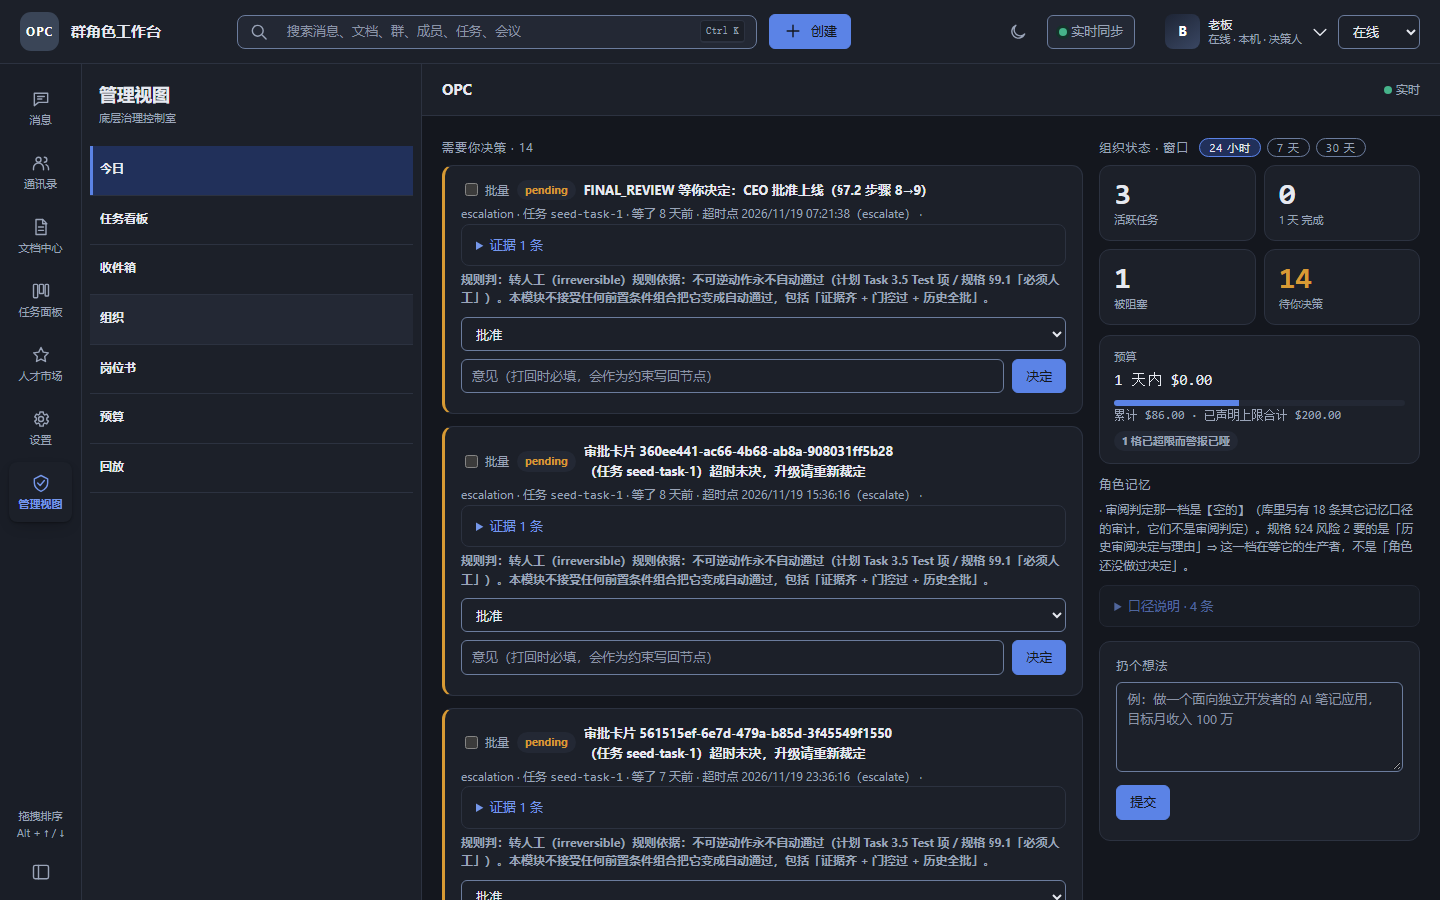 OPC 群角色工作台
搜索消息、文档、群、成员、任务、会议 Ctrl K
创建
实时同步
B
老板
在线 · 本机 · 决策人
在线
消息
通讯录
文档中心
任务面板
人才市场
设置
管理视图
拖拽排序
Alt + ↑ / ↓
管理视图
底层治理控制室
今日
任务看板
收件箱
组织
岗位书
预算
回放
OPC
实时
需要你决策 · 14
批量 pending FINAL_REVIEW 等你决定：CEO 批准上线（§7.2 步骤 8→9）
escalation · 任务 seed-task-1 · 等了 8 天前 · 超时点 2026/11/19 07:21:38（escalate） ·
▶ 证据 1 条
规则判：转人工（irreversible）规则依据：不可逆动作永不自动通过（计划 Task 3.5 Test 项 / 规格 §9.1「必须人
工」）。本模块不接受任何前置条件组合把它变成自动通过，包括「证据齐 + 门控过 + 历史全批」。
批准
意见（打回时必填，会作为约束写回节点）
决定
批量 pending 审批卡片 360ee441-ac66-4b68-ab8a-908031ff5b28
（任务 seed-task-1）超时未决，升级请重新裁定
escalation · 任务 seed-task-1 · 等了 8 天前 · 超时点 2026/11/19 15:36:16（escalate） ·
▶ 证据 1 条
规则判：转人工（irreversible）规则依据：不可逆动作永不自动通过（计划 Task 3.5 Test 项 / 规格 §9.1「必须人
工」）。本模块不接受任何前置条件组合把它变成自动通过，包括「证据齐 + 门控过 + 历史全批」。
批准
意见（打回时必填，会作为约束写回节点）
决定
批量 pending 审批卡片 561515ef-6e7d-479a-b85d-3f45549f1550
（任务 seed-task-1）超时未决，升级请重新裁定
escalation · 任务 seed-task-1 · 等了 7 天前 · 超时点 2026/11/19 23:36:16（escalate） ·
▶ 证据 1 条
规则判：转人工（irreversible）规则依据：不可逆动作永不自动通过（计划 Task 3.5 Test 项 / 规格 §9.1「必须人
工」）。本模块不接受任何前置条件组合把它变成自动通过，包括「证据齐 + 门控过 + 历史全批」。
批准
组织状态 · 窗口 24 小时 7 天 30 天
3
活跃任务
0
1 天 完成
1
被阻塞
14
待你决策
预算
1 天内 $0.00
累计 $86.00 · 已声明上限合计 $200.00
1 格已超限而警报已哑
角色记忆
· 审阅判定那一档是【空的】（库里另有 18 条其它记忆口径
的审计，它们不是审阅判定）。规格 §24 风险 2 要的是「历
史审阅决定与理由」⇒ 这一档在等它的生产者，不是「角色
还没做过决定」。
▶ 口径说明 · 4 条
扔个想法
例：做一个面向独立开发者的 AI 笔记应用，
目标月收入 100 万
提交